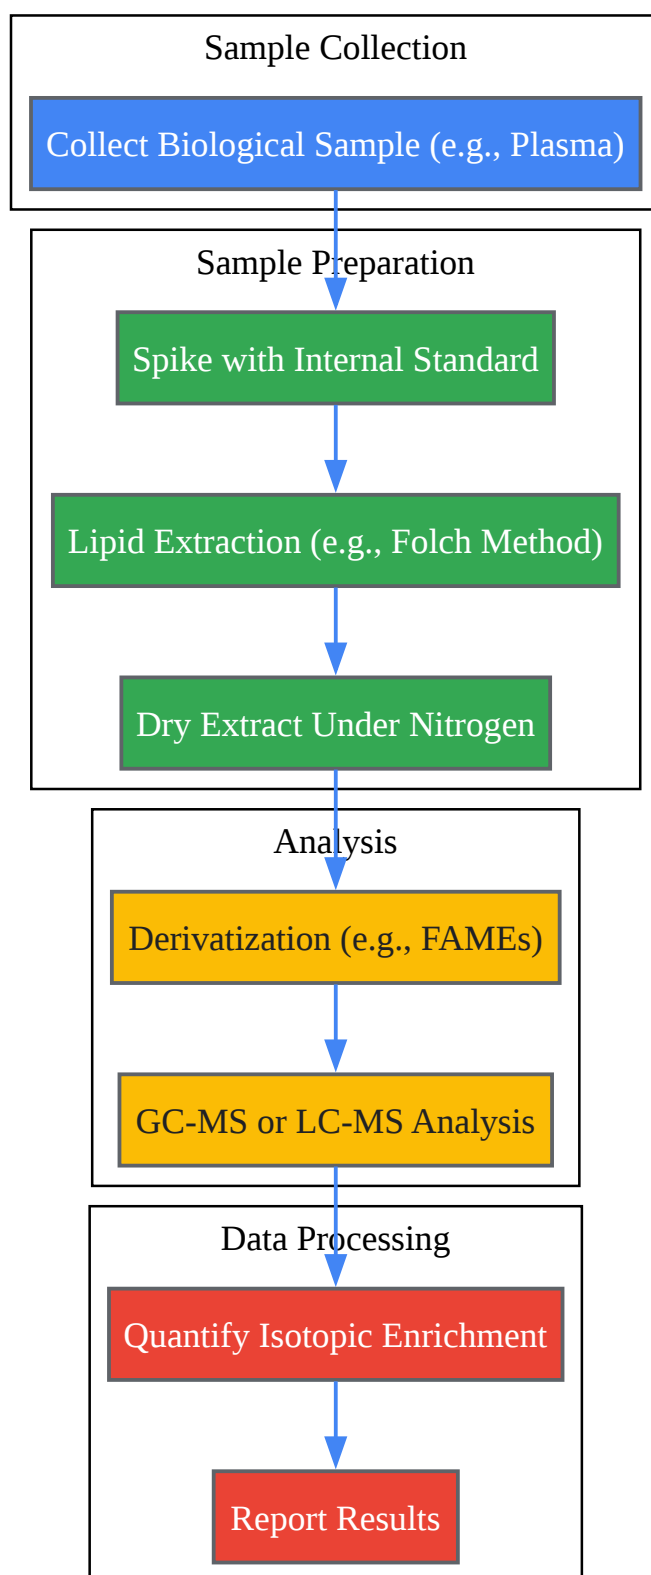 Sample Collection
Collect Biological Sample (e.g., Plasma)
Sample Preparation
Spike with Internal Standard
Lipid Extraction (e.g., Folch Method)
Dry Extract Under Nitrogen
Analysis
Derivatization (e.g., FAMEs)
GC-MS or LC-MS Analysis
Data Processing
Quantify Isotopic Enrichment
Report Results